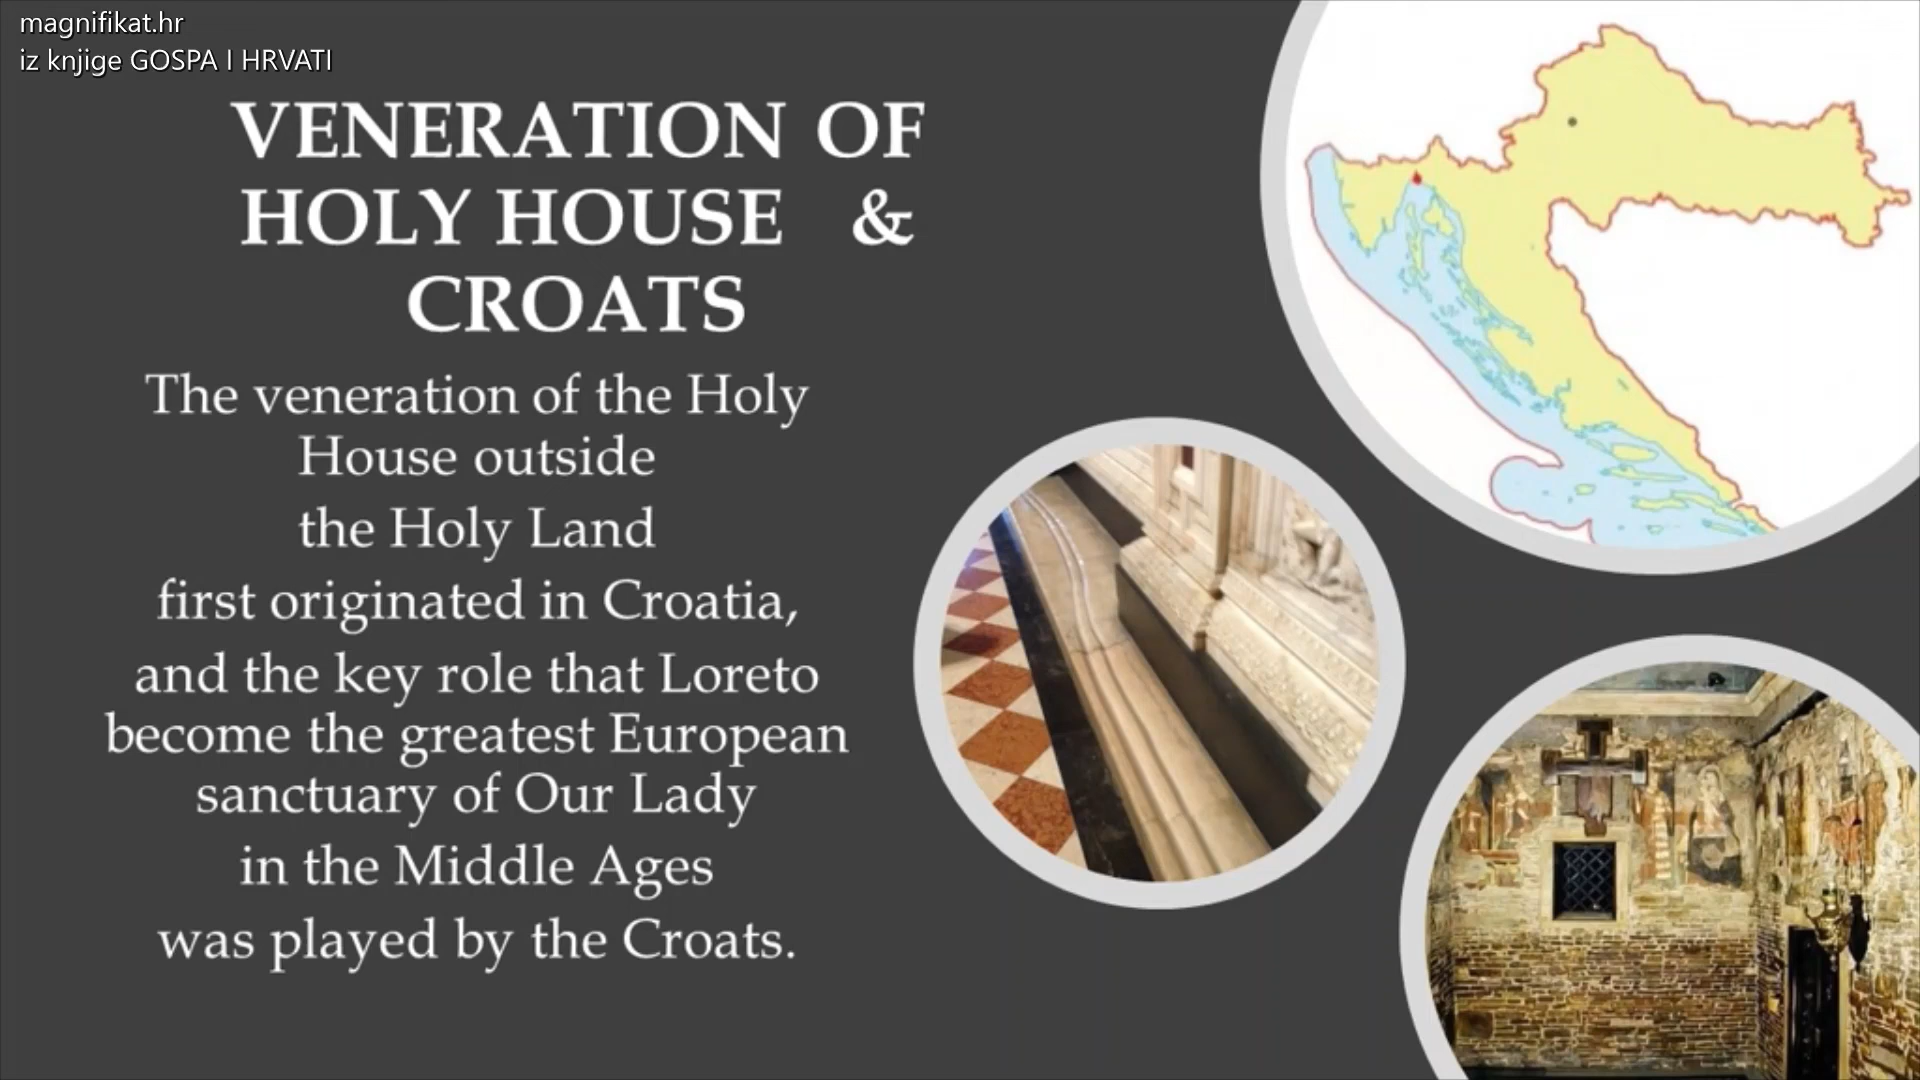 magnifikat.hr
iz knjige GOSPA I HRVATI
VENERATION OF
HOLY HOUSE &
CROATS
The veneration of the Holy
House outside
the Holy Land
first originated in Croatia,
and the key role that Loreto
become the greatest European
sanctuary of Our Lady
in the Middle Ages
was played by the Croats.